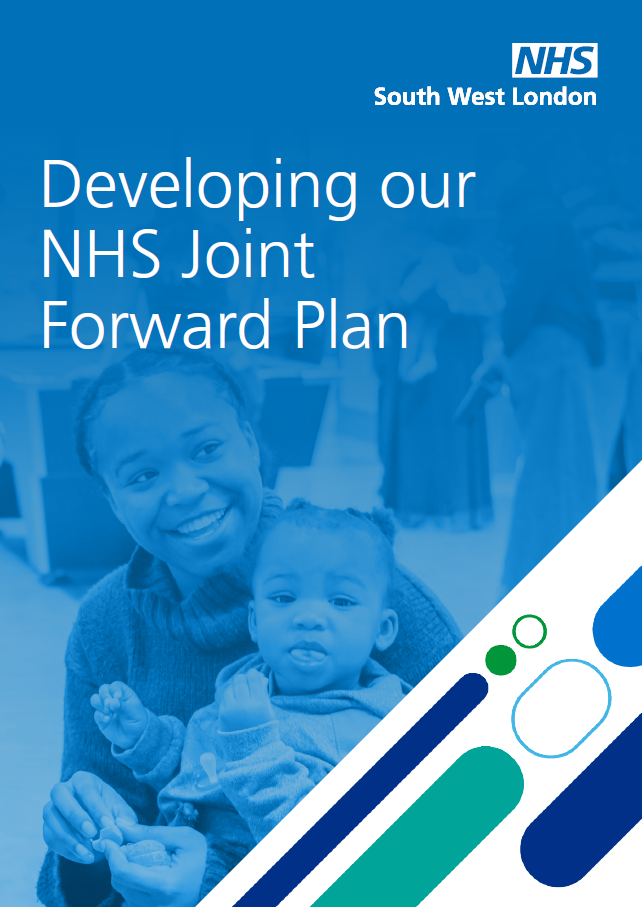 NHS
South West London
Developing our
NHS Joint
Forward Plan